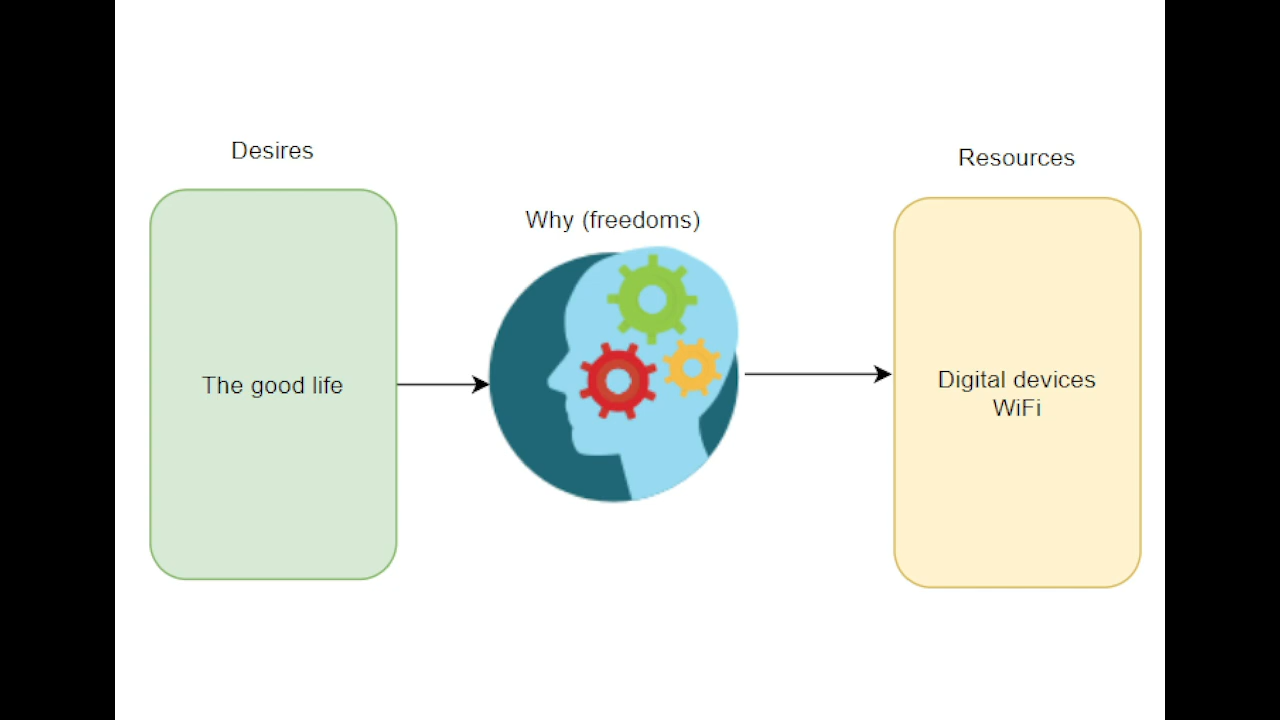 Desires
The good life
Why (freedoms)
Resources
Digital devices
WiFi